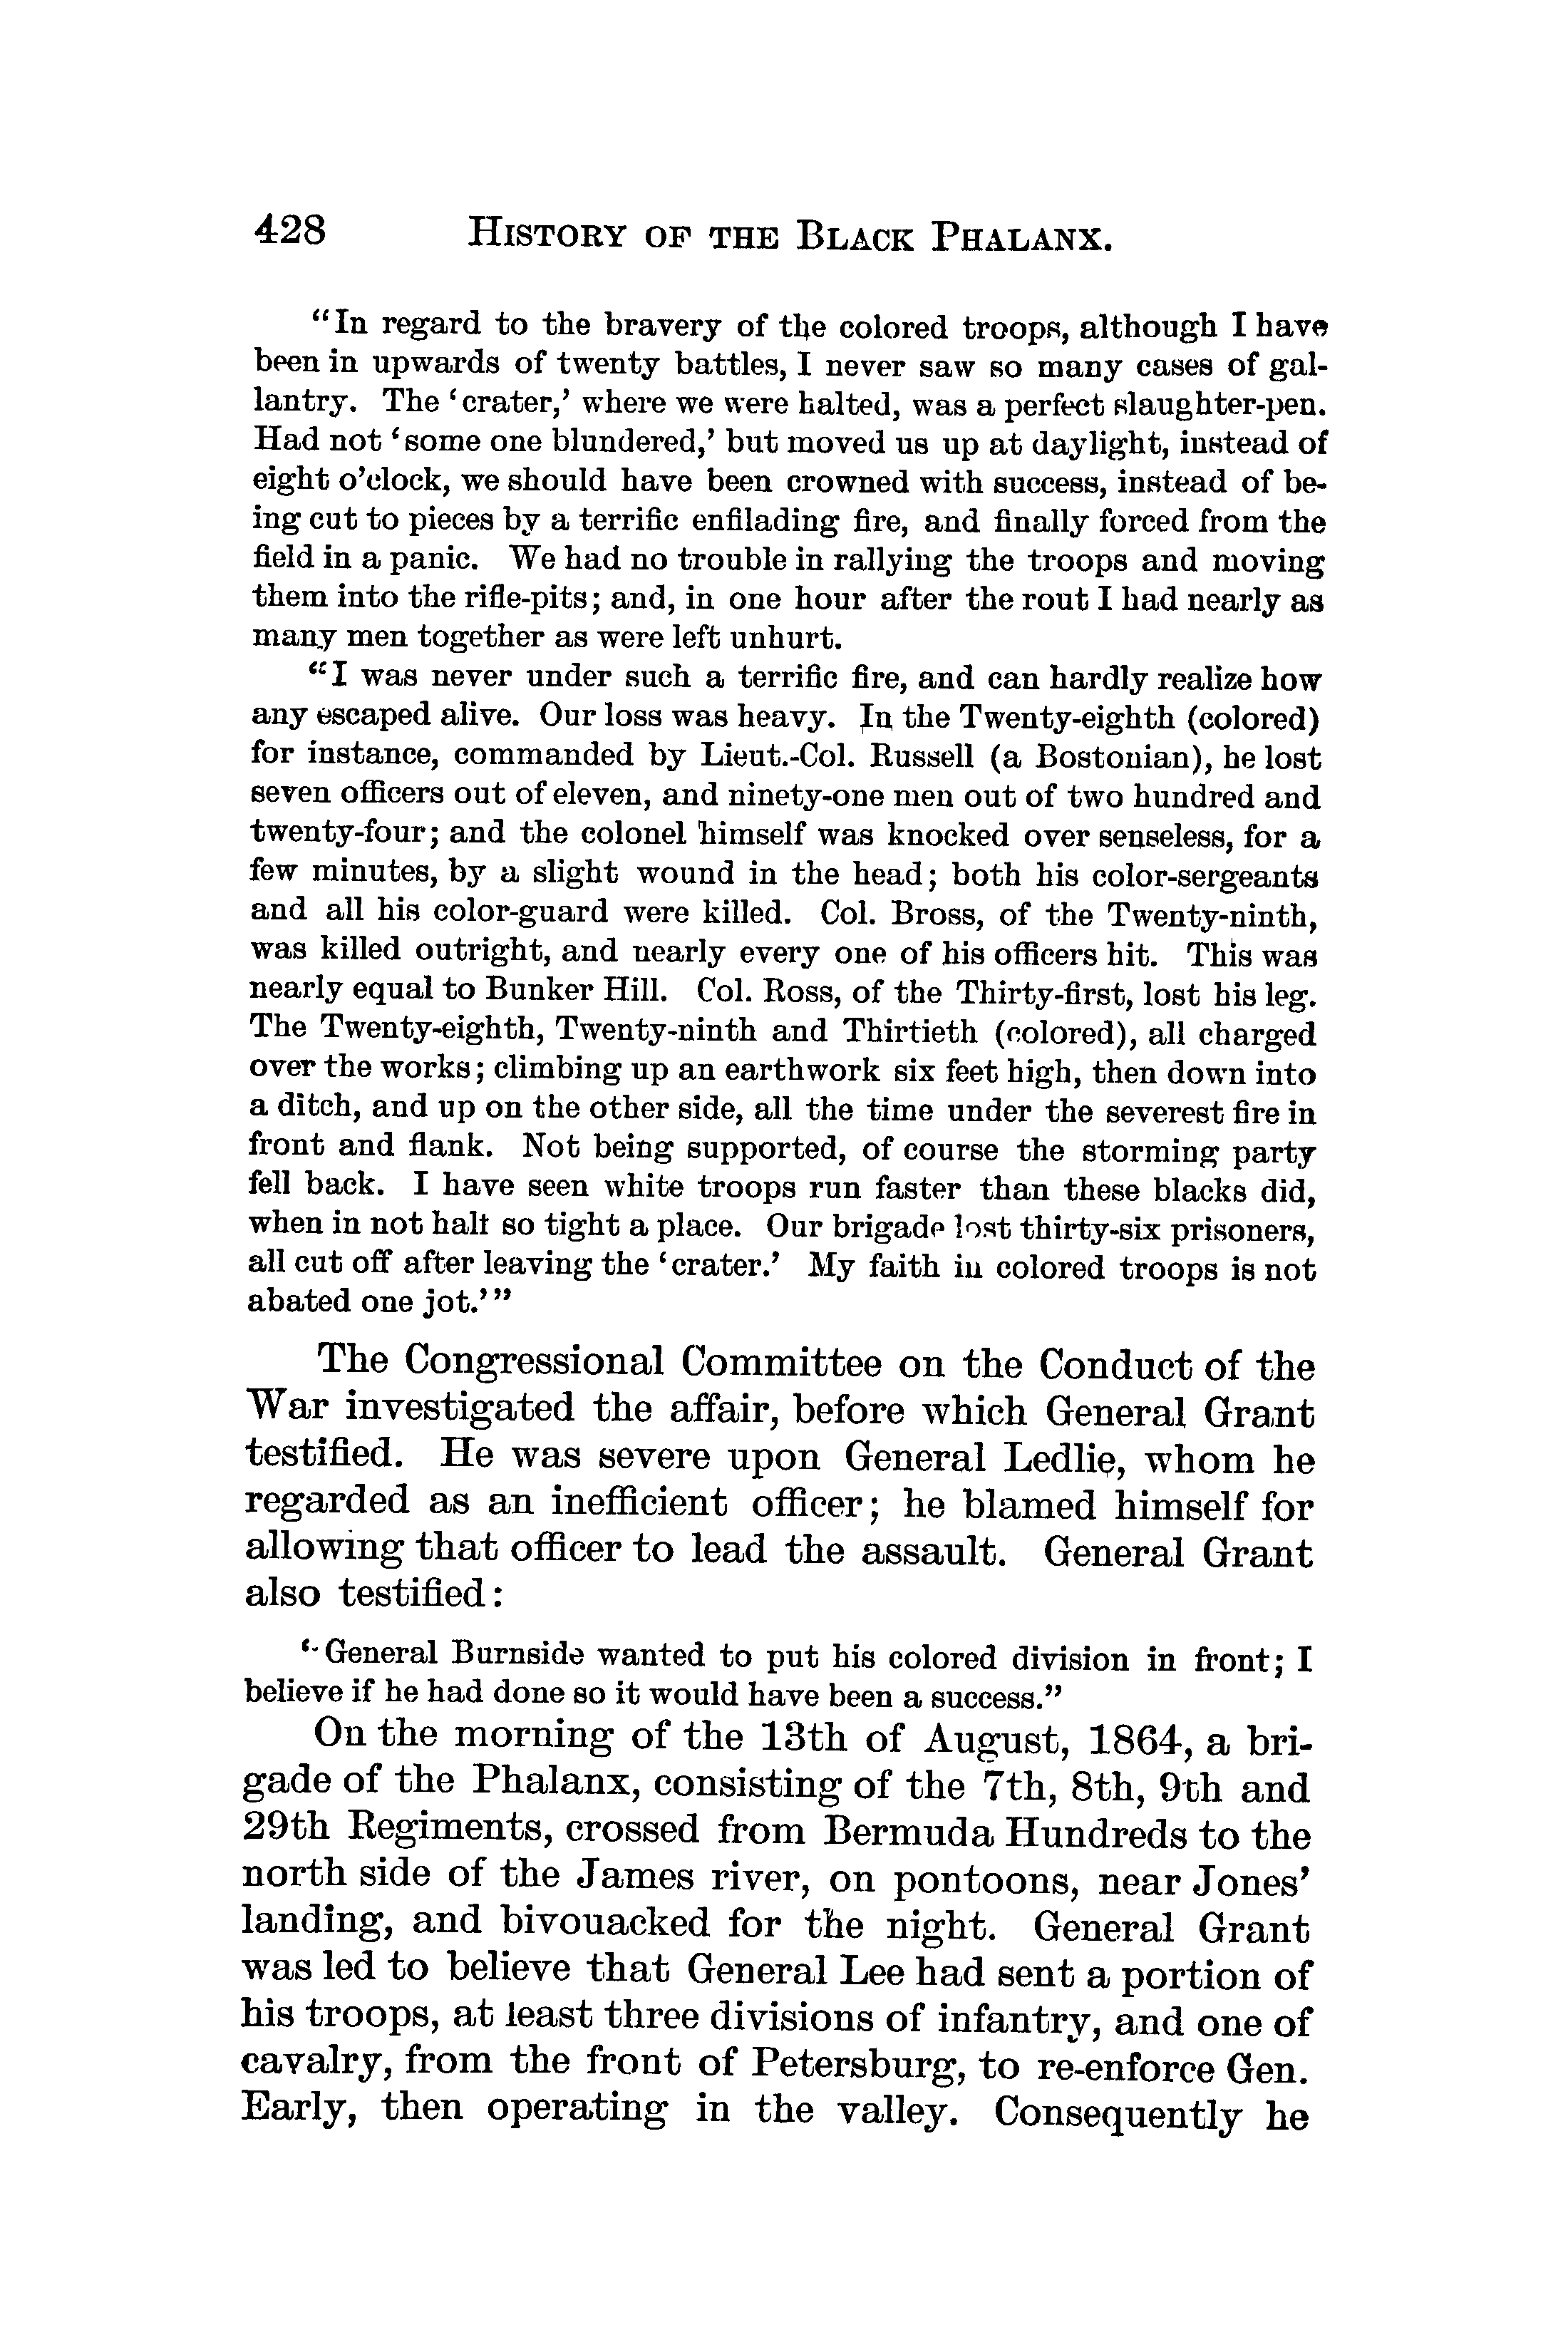 428 HISTORY OF THE BLACK PHALANX.
"In regard to the bravery of the colored troops, although I have
been in upwards of twenty battles, I never saw so many cases of gal-
lantry. The 'crater,' where we were halted, was a perfect slaughter-pen.
Had not 'some one blundered,' but moved us up at daylight, instead of
eight o'clock, we should have been crowned with success, instead of be-
ing cut to pieces by a terrific enfilading fire, and finally forced from the
field in a panic. We had no trouble in rallying the troops and moving
them into the rifle-pits; and, in one hour after the rout I had nearly as
many men together as were left unhurt.
"I was never under such a terrific fire, and can hardly realize how
any escaped alive. Our loss was heavy. In the Twenty-eighth (colored)
for instance, commanded by Lieut.-Col. Russell (a Bostonian), he lost
seven officers out of eleven, and ninety-one men out of two hundred and
twenty-four; and the colonel himself was knocked over senseless, for a
few minutes, by a slight wound in the head; both his color-sergeants
and all his color-guard were killed. Col. Bross, of the Twenty-ninth,
was killed outright, and nearly every one of his officers hit. This was
nearly equal to Bunker Hill. Col. Ross, of the Thirty-first, lost his leg.
The Twenty-eighth, Twenty-ninth and Thirtieth (colored), all charged
over the works; climbing up an earthwork six feet high, then down into
a ditch, and up on the other side, all the time under the severest fire in
front and flank. Not being supported, of course the storming party
fell back. I have seen white troops run faster than these blacks did,
when in not half so tight a place. Our brigade lost thirty-six prisoners,
all cut off after leaving the 'crater.' My faith in colored troops is not
abated one jot.'"
The Congressional Committee on the Conduct of the
War investigated the affair, before which General Grant
testified. He was severe upon General Ledlie, whom he
regarded as an inefficient officer; he blamed himself for
allowing that officer to lead the assault. General Grant
also testified:
"General Burnside wanted to put his colored division in front; I
believe if he had done so it would have been a success."
On the morning of the 13th of August, 1864, a bri-
gade of the Phalanx, consisting of the 7th, 8th, 9th and
29th Regiments, crossed from Bermuda Hundreds to the
north side of the James river, on pontoons, near Jones'
landing, and bivouacked for the night. General Grant
was led to believe that General Lee had sent a portion of
his troops, at least three divisions of infantry, and one of
cavalry, from the front of Petersburg, to re-enforce Gen.
Early, then operating in the valley. Consequently he